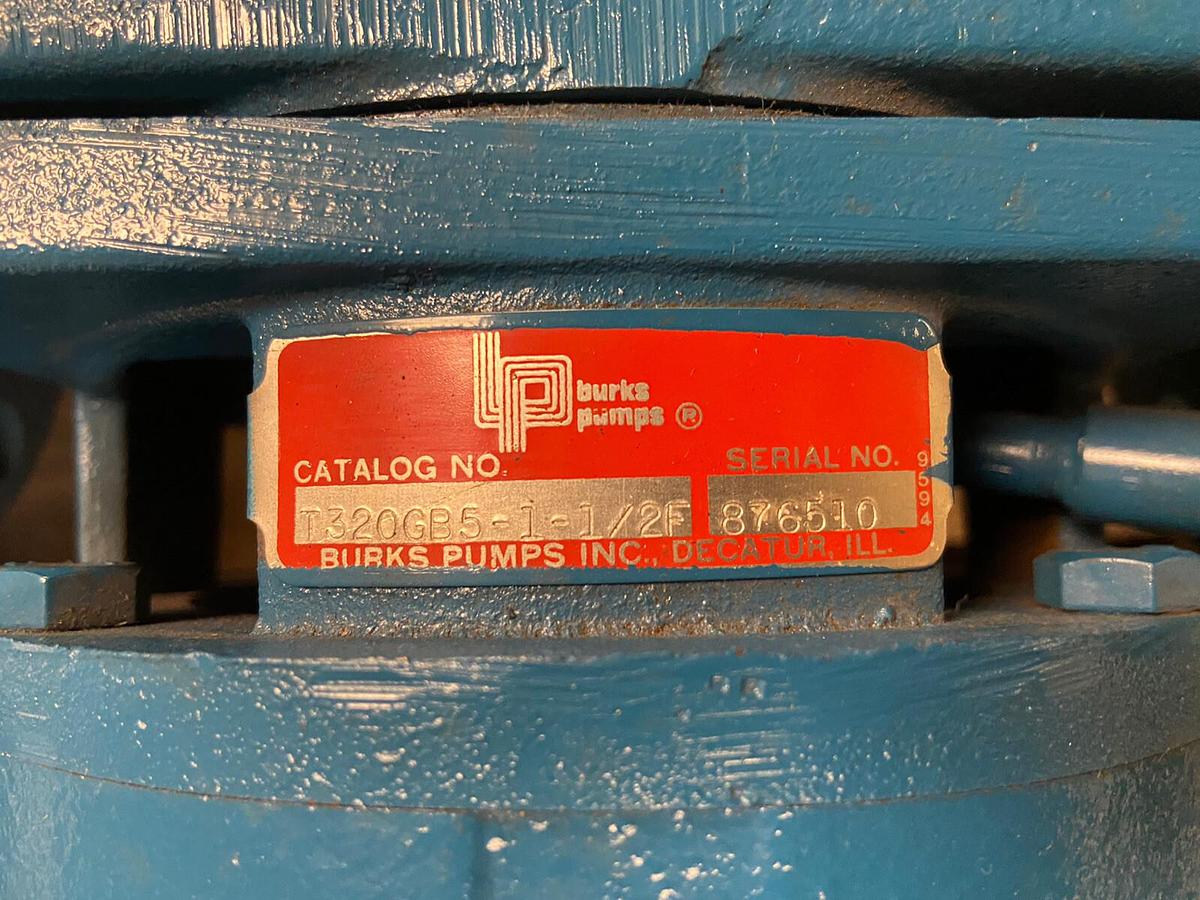 burks
pumps ®
CATALOG NO.
SERIAL NO.
T320GB5-1-1/2F
876510
BURKS PUMPS INC., DECATUR, ILL.
9594